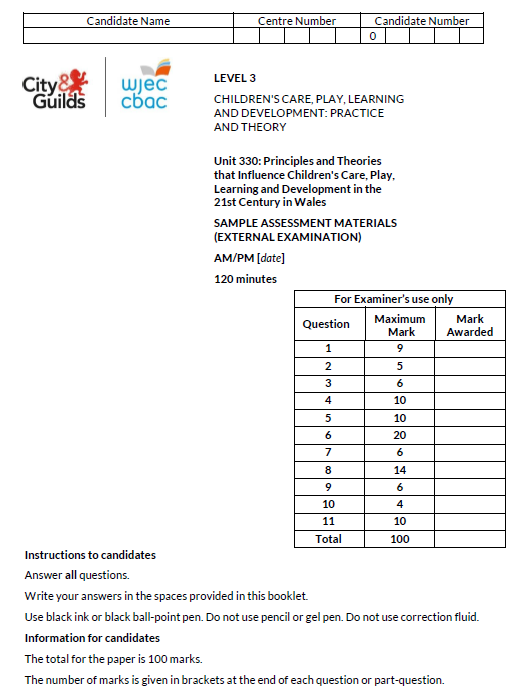 Candidate Name Centre Number Candidate Number
0
City&
Guilds
wjec
cbac
LEVEL 3
CHILDREN'S CARE, PLAY, LEARNING
AND DEVELOPMENT: PRACTICE
AND THEORY
Unit 330: Principles and Theories
that Influence Children's Care, Play,
Learning and Development in the
21st Century in Wales
SAMPLE ASSESSMENT MATERIALS
(EXTERNAL EXAMINATION)
AM/PM [date]
120 minutes
For Examiner's use only
Question Maximum Mark Mark Awarded
1 9
2 5
3 6
4 10
5 10
6 20
7 6
8 14
9 6
10 4
11 10
Total 100
Instructions to candidates
Answer all questions.
Write your answers in the spaces provided in this booklet.
Use black ink or black ball-point pen. Do not use pencil or gel pen. Do not use correction fluid.
Information for candidates
The total for the paper is 100 marks.
The number of marks is given in brackets at the end of each question or part-question.